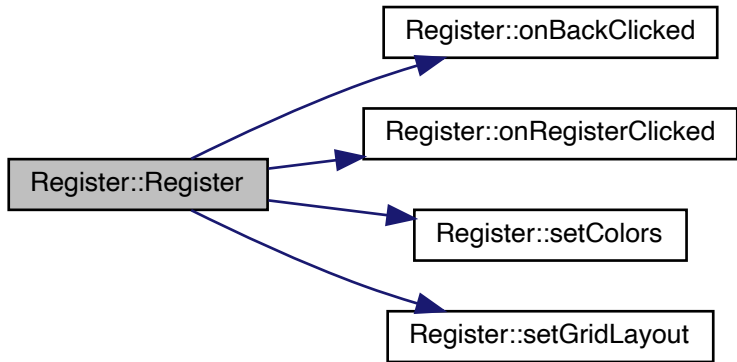 Register::onBackClicked
Register::onRegisterClicked
Register::Register
Register::setColors
Register::setGridLayout